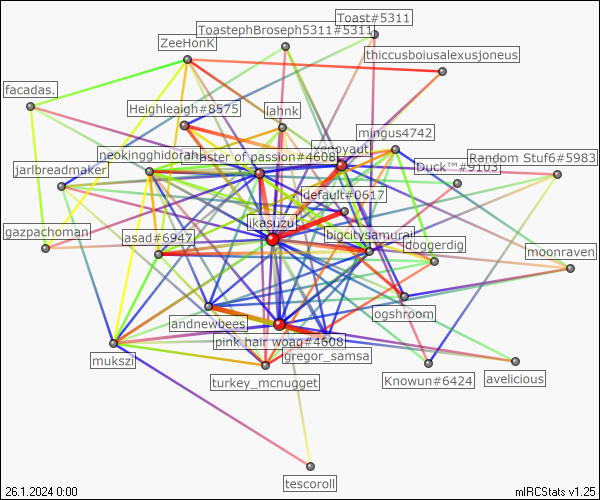 Toast#5311
ToastephBroseph5311#5311
ZeeHonK
thiccusboiusalexusjoneus
facadas.
Heighleigh#8575
lahnk
mingus4742
xenpyaut
neokingghidorah
master of passion#4608
Random Stuf6#5983
Duck™#9103
jarlbreadmaker
default#0617
ikasuzu
gazpachoman
asad#6947
bigcitysamurai
doggerdig
moonraven
ogshroom
andnewbees
pink hair woag#4608
gregor_samsa
mukszi
turkey_mcnugget
Knowun#6424
avelicious
tescoroll
26.1.2024 0:00
mIRCStats v1.25